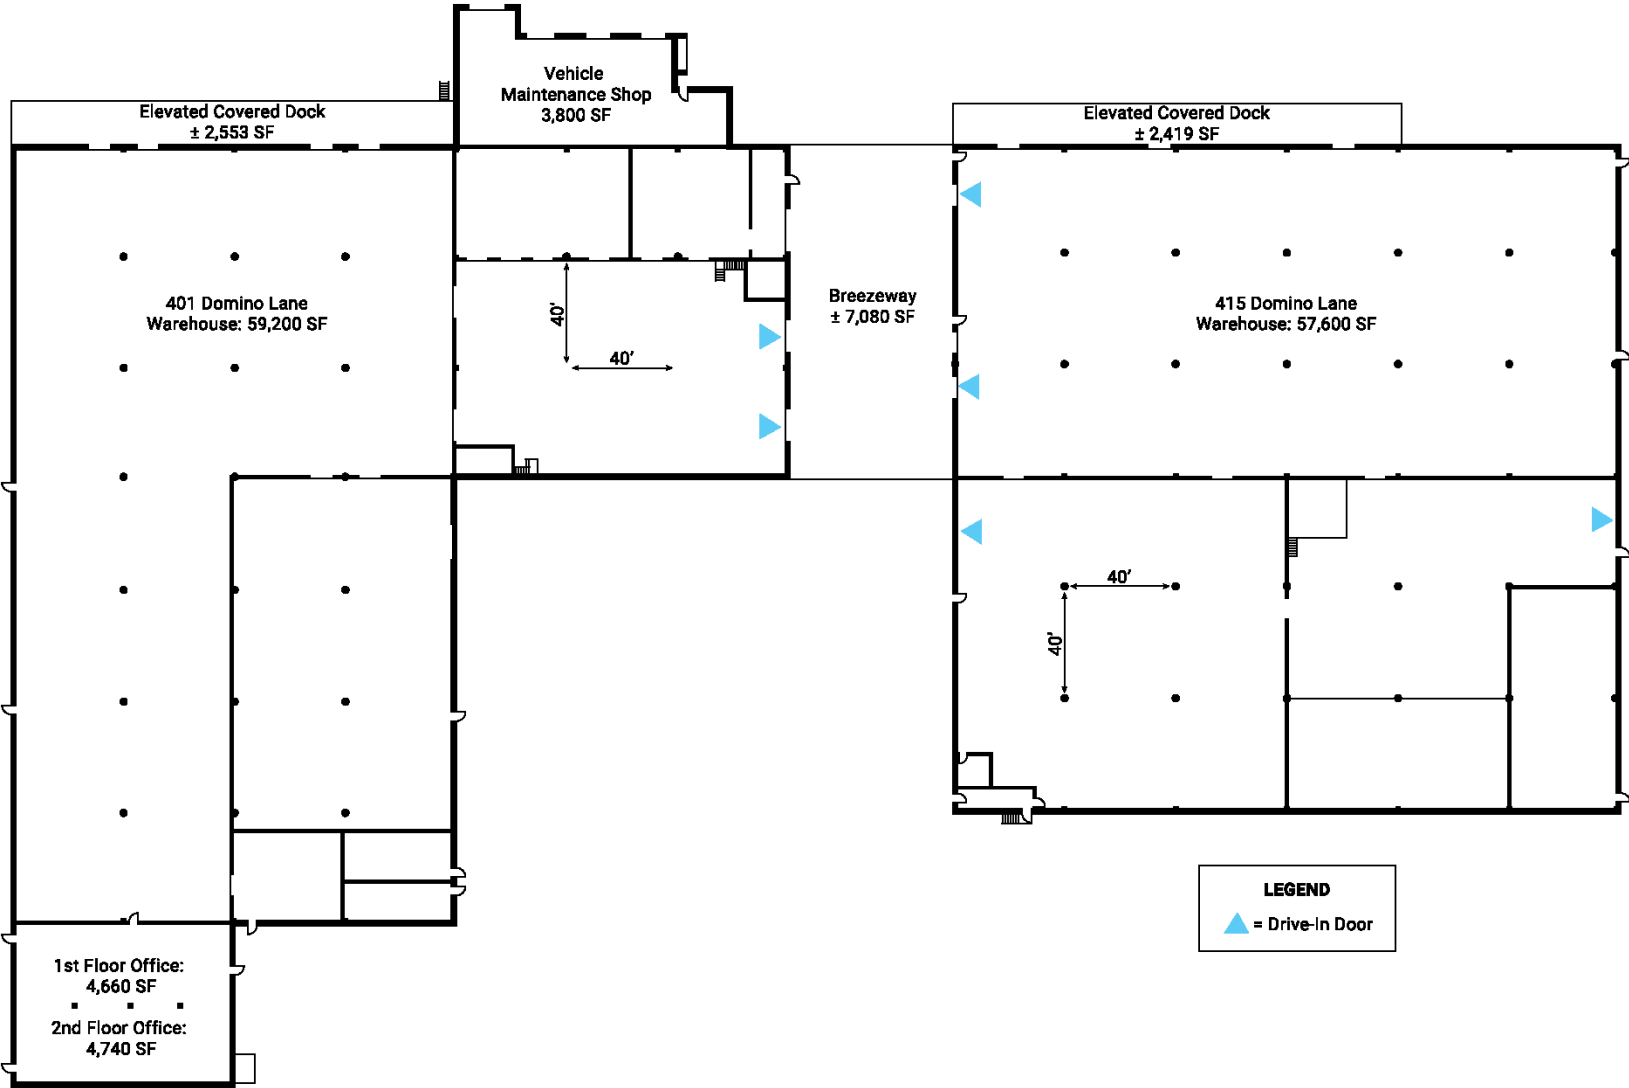 Vehicle
Maintenance Shop
3,800 SF
Elevated Covered Dock
± 2,553 SF
Elevated Covered Dock
± 2,419 SF
401 Domino Lane
Warehouse: 59,200 SF
40'
40'
Breezeway
± 7,080 SF
415 Domino Lane
Warehouse: 57,600 SF
40'
40'
LEGEND
= Drive-In Door
1st Floor Office:
4,660 SF
2nd Floor Office:
4,740 SF